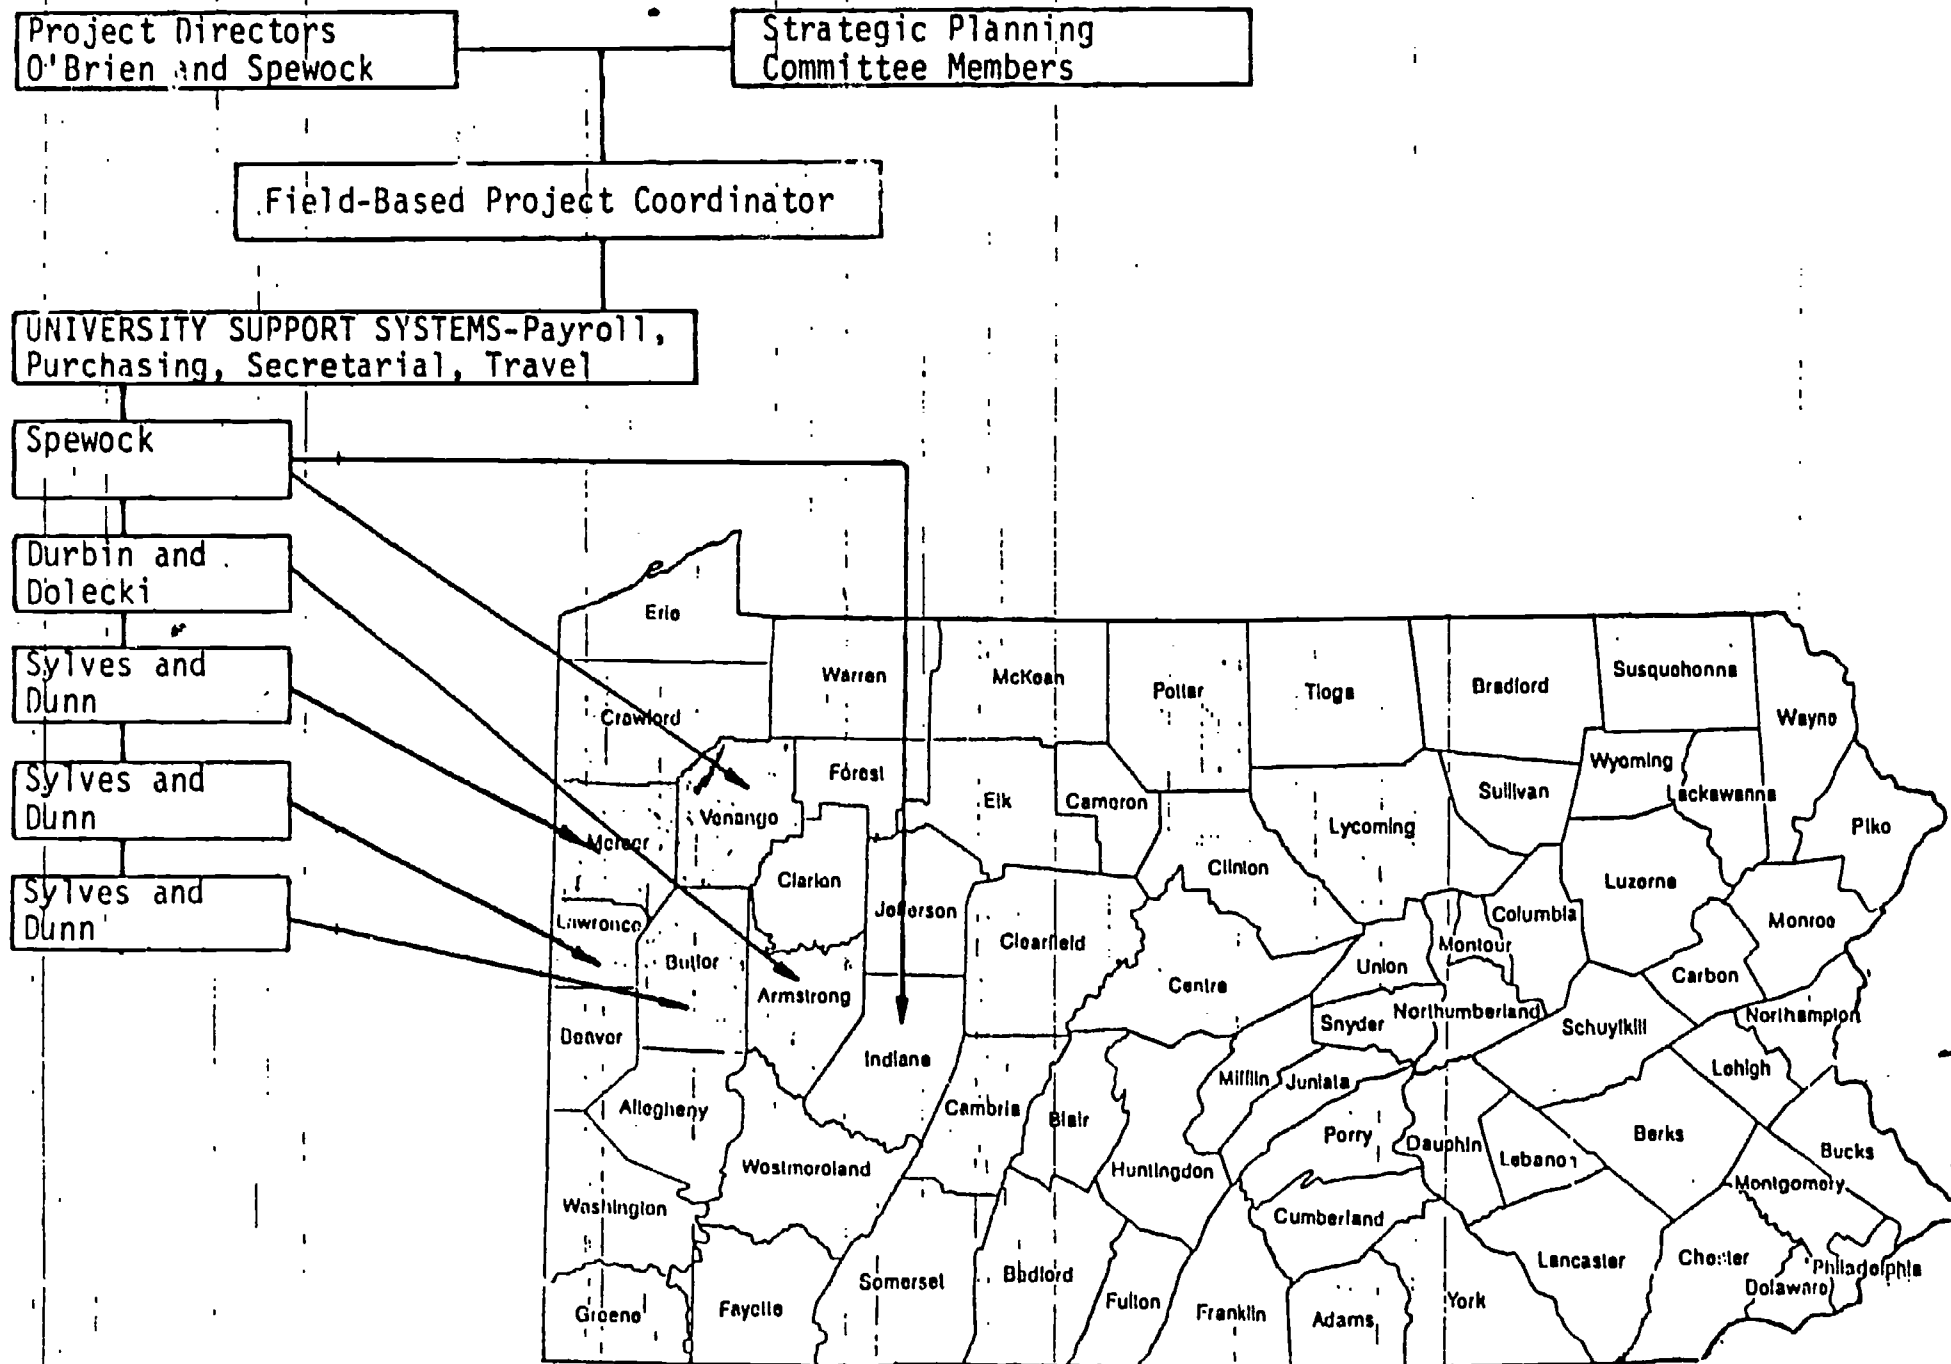 Project Directors
O'Brien and Spewock
Strategic Planning
Committee Members
Field-Based Project Coordinator
UNIVERSITY SUPPORT SYSTEMS-Payroll,
Purchasing, Secretarial, Travel
Spewock
Durbin and
Dolecki
Sylves and
Dunn
Sylves and
Dunn
Sylves and
Dunn
Erie
Warren
McKean
Potter
Tioga
Bradford
Susquehanna
Wayne
Crawford
Forest
Elk
Cameron
Wyoming
Lackawanna
Sullivan
Pike
Venango
Mercer
Lycoming
Clinton
Clarion
Luzerne
Jefferson
Columbia
Monroe
Lawrence
Clearfield
Montour
Butler
Union
Carbon
Armstrong
Centre
Northumberland
Northampton
Snyder
Schuylkill
Beaver
Indiana
Mifflin
Juniata
Lehigh
Allegheny
Cambria
Blair
Perry
Dauphin
Berks
Bucks
Westmoreland
Huntingdon
Lebanon
Montgomery
Washington
Cumberland
Lancaster
Chester
Philadelphia
Delaware
Somerset
Bedford
Greene
Fayette
Fulton
Franklin
Adams
York